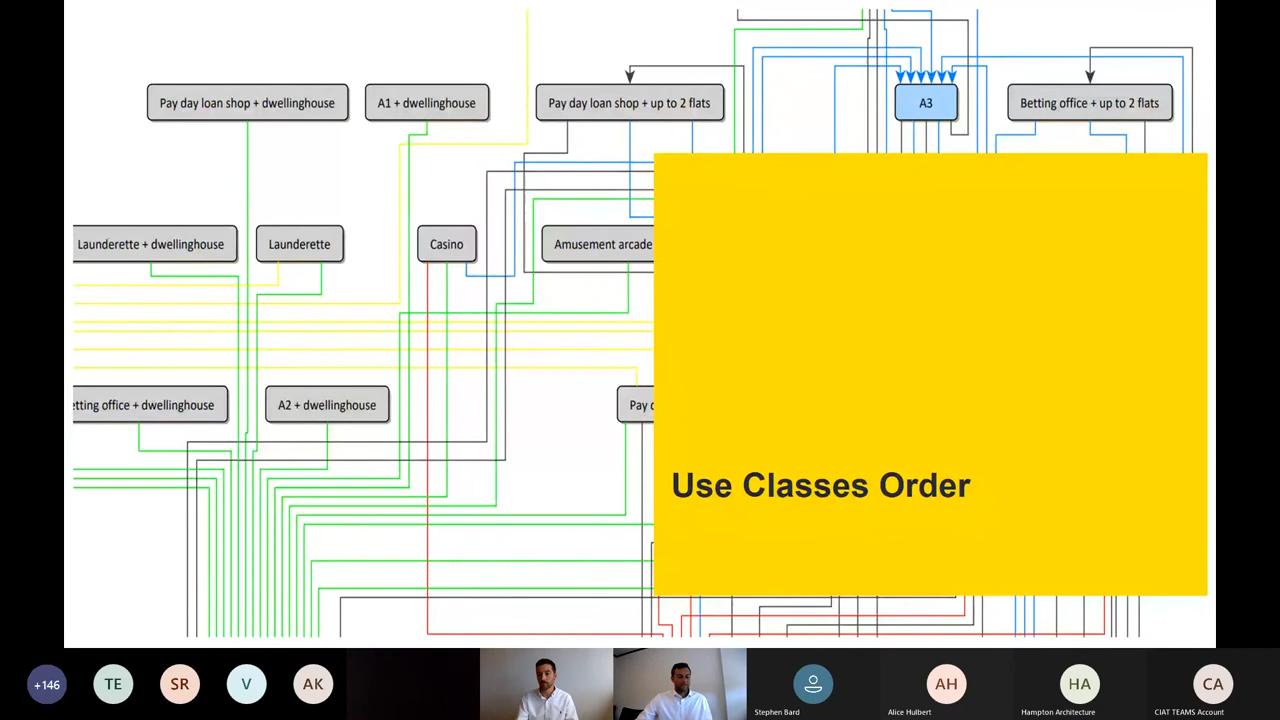 Pay day loan shop + dwellinghouse
A1 + dwellinghouse
Pay day loan shop + up to 2 flats
A3
Betting office + up to 2 flats
Launderette + dwellinghouse
Launderette
Casino
Amusement arcade
etting office + dwellinghouse
A2 + dwellinghouse
Pay d
Use Classes Order
+146
TE
SR
V
AK
Stephen Bard
AH
Alice Hulbert
HA
Hampton Architecture
CA
CIAT TEAMS Account